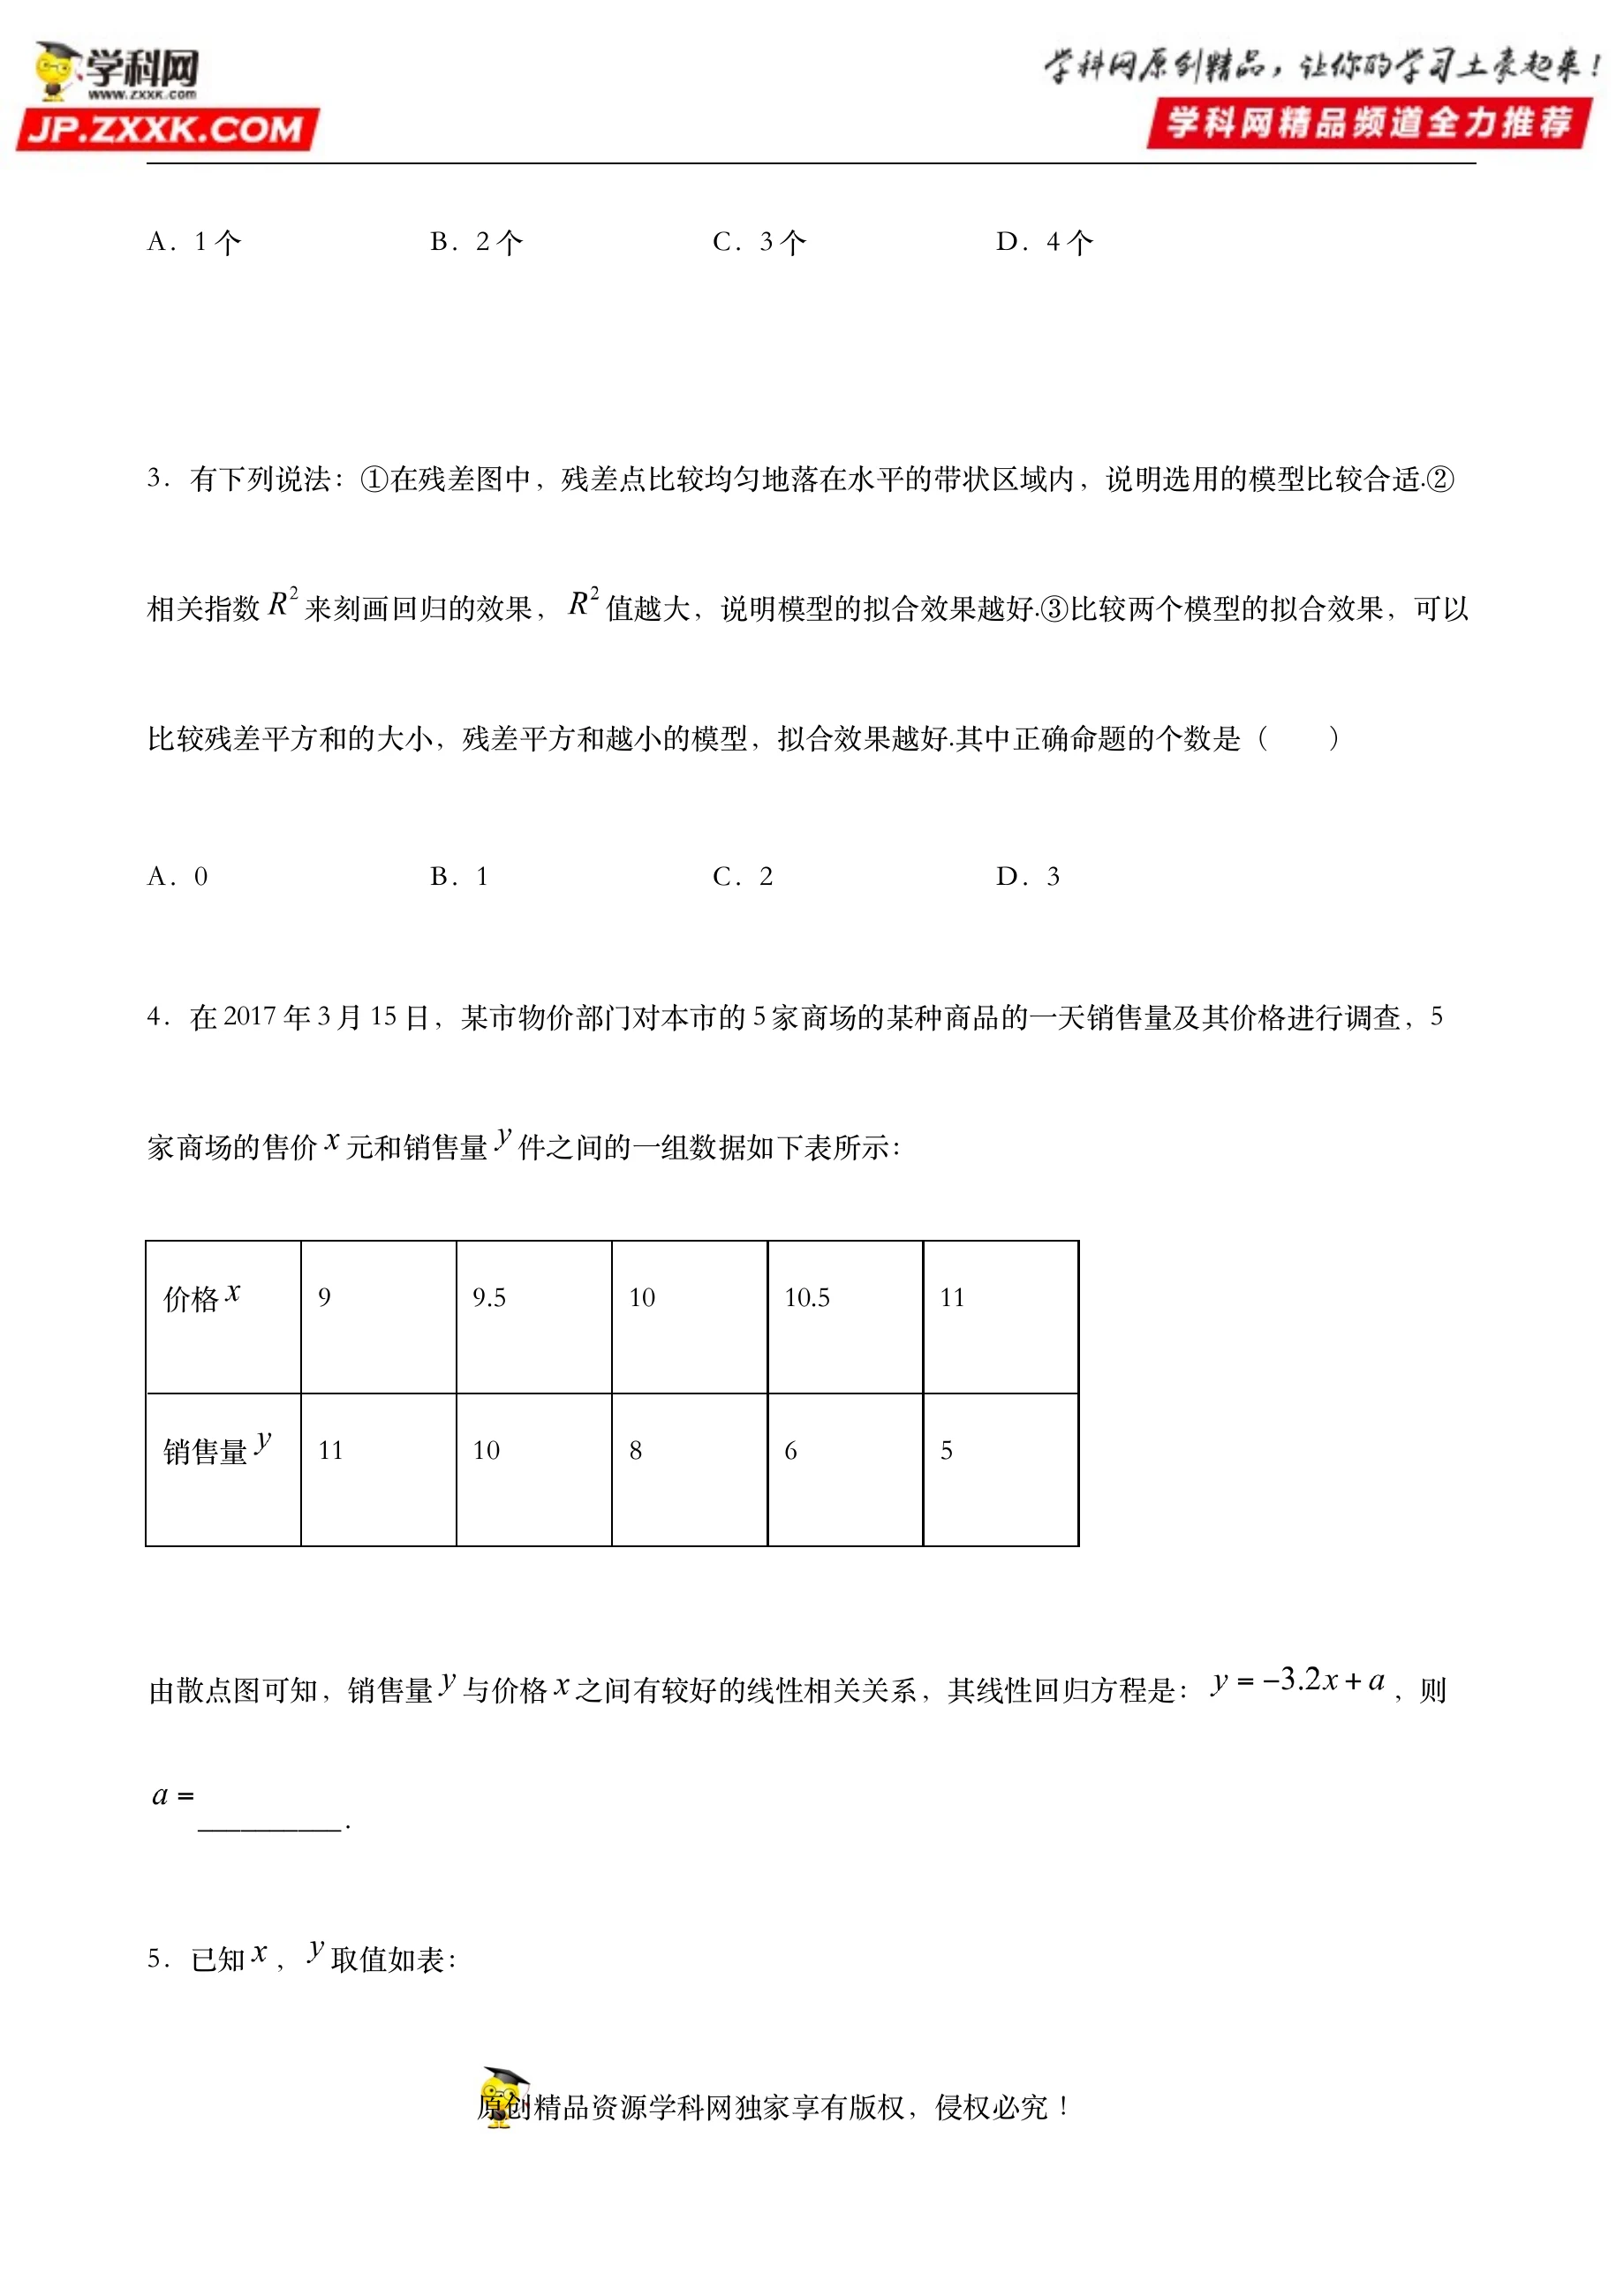 学科网
www.zxxk.com
JP.ZXXK.COM
学科网原创精品，让你的学习土豪起来！
学科网精品频道全力推荐
A．1个 B．2个 C．3个 D．4个
3．有下列说法：①在残差图中，残差点比较均匀地落在水平的带状区域内，说明选用的模型比较合适.②
相关指数 R² 来刻画回归的效果， R² 值越大，说明模型的拟合效果越好.③比较两个模型的拟合效果，可以
比较残差平方和的大小，残差平方和越小的模型，拟合效果越好.其中正确命题的个数是（ ）
A．0 B．1 C．2 D．3
4．在 2017 年 3 月 15 日，某市物价部门对本市的 5 家商场的某种商品的一天销售量及其价格进行调查，5
家商场的售价 x 元和销售量 y 件之间的一组数据如下表所示：
价格 x 9 9.5 10 10.5 11
销售量 y 11 10 8 6 5
由散点图可知，销售量 y 与价格 x 之间有较好的线性相关关系，其线性回归方程是： y = −3.2x + a ，则
a = __________.
5．已知 x ， y 取值如表：
原创精品资源学科网独家享有版权，侵权必究！